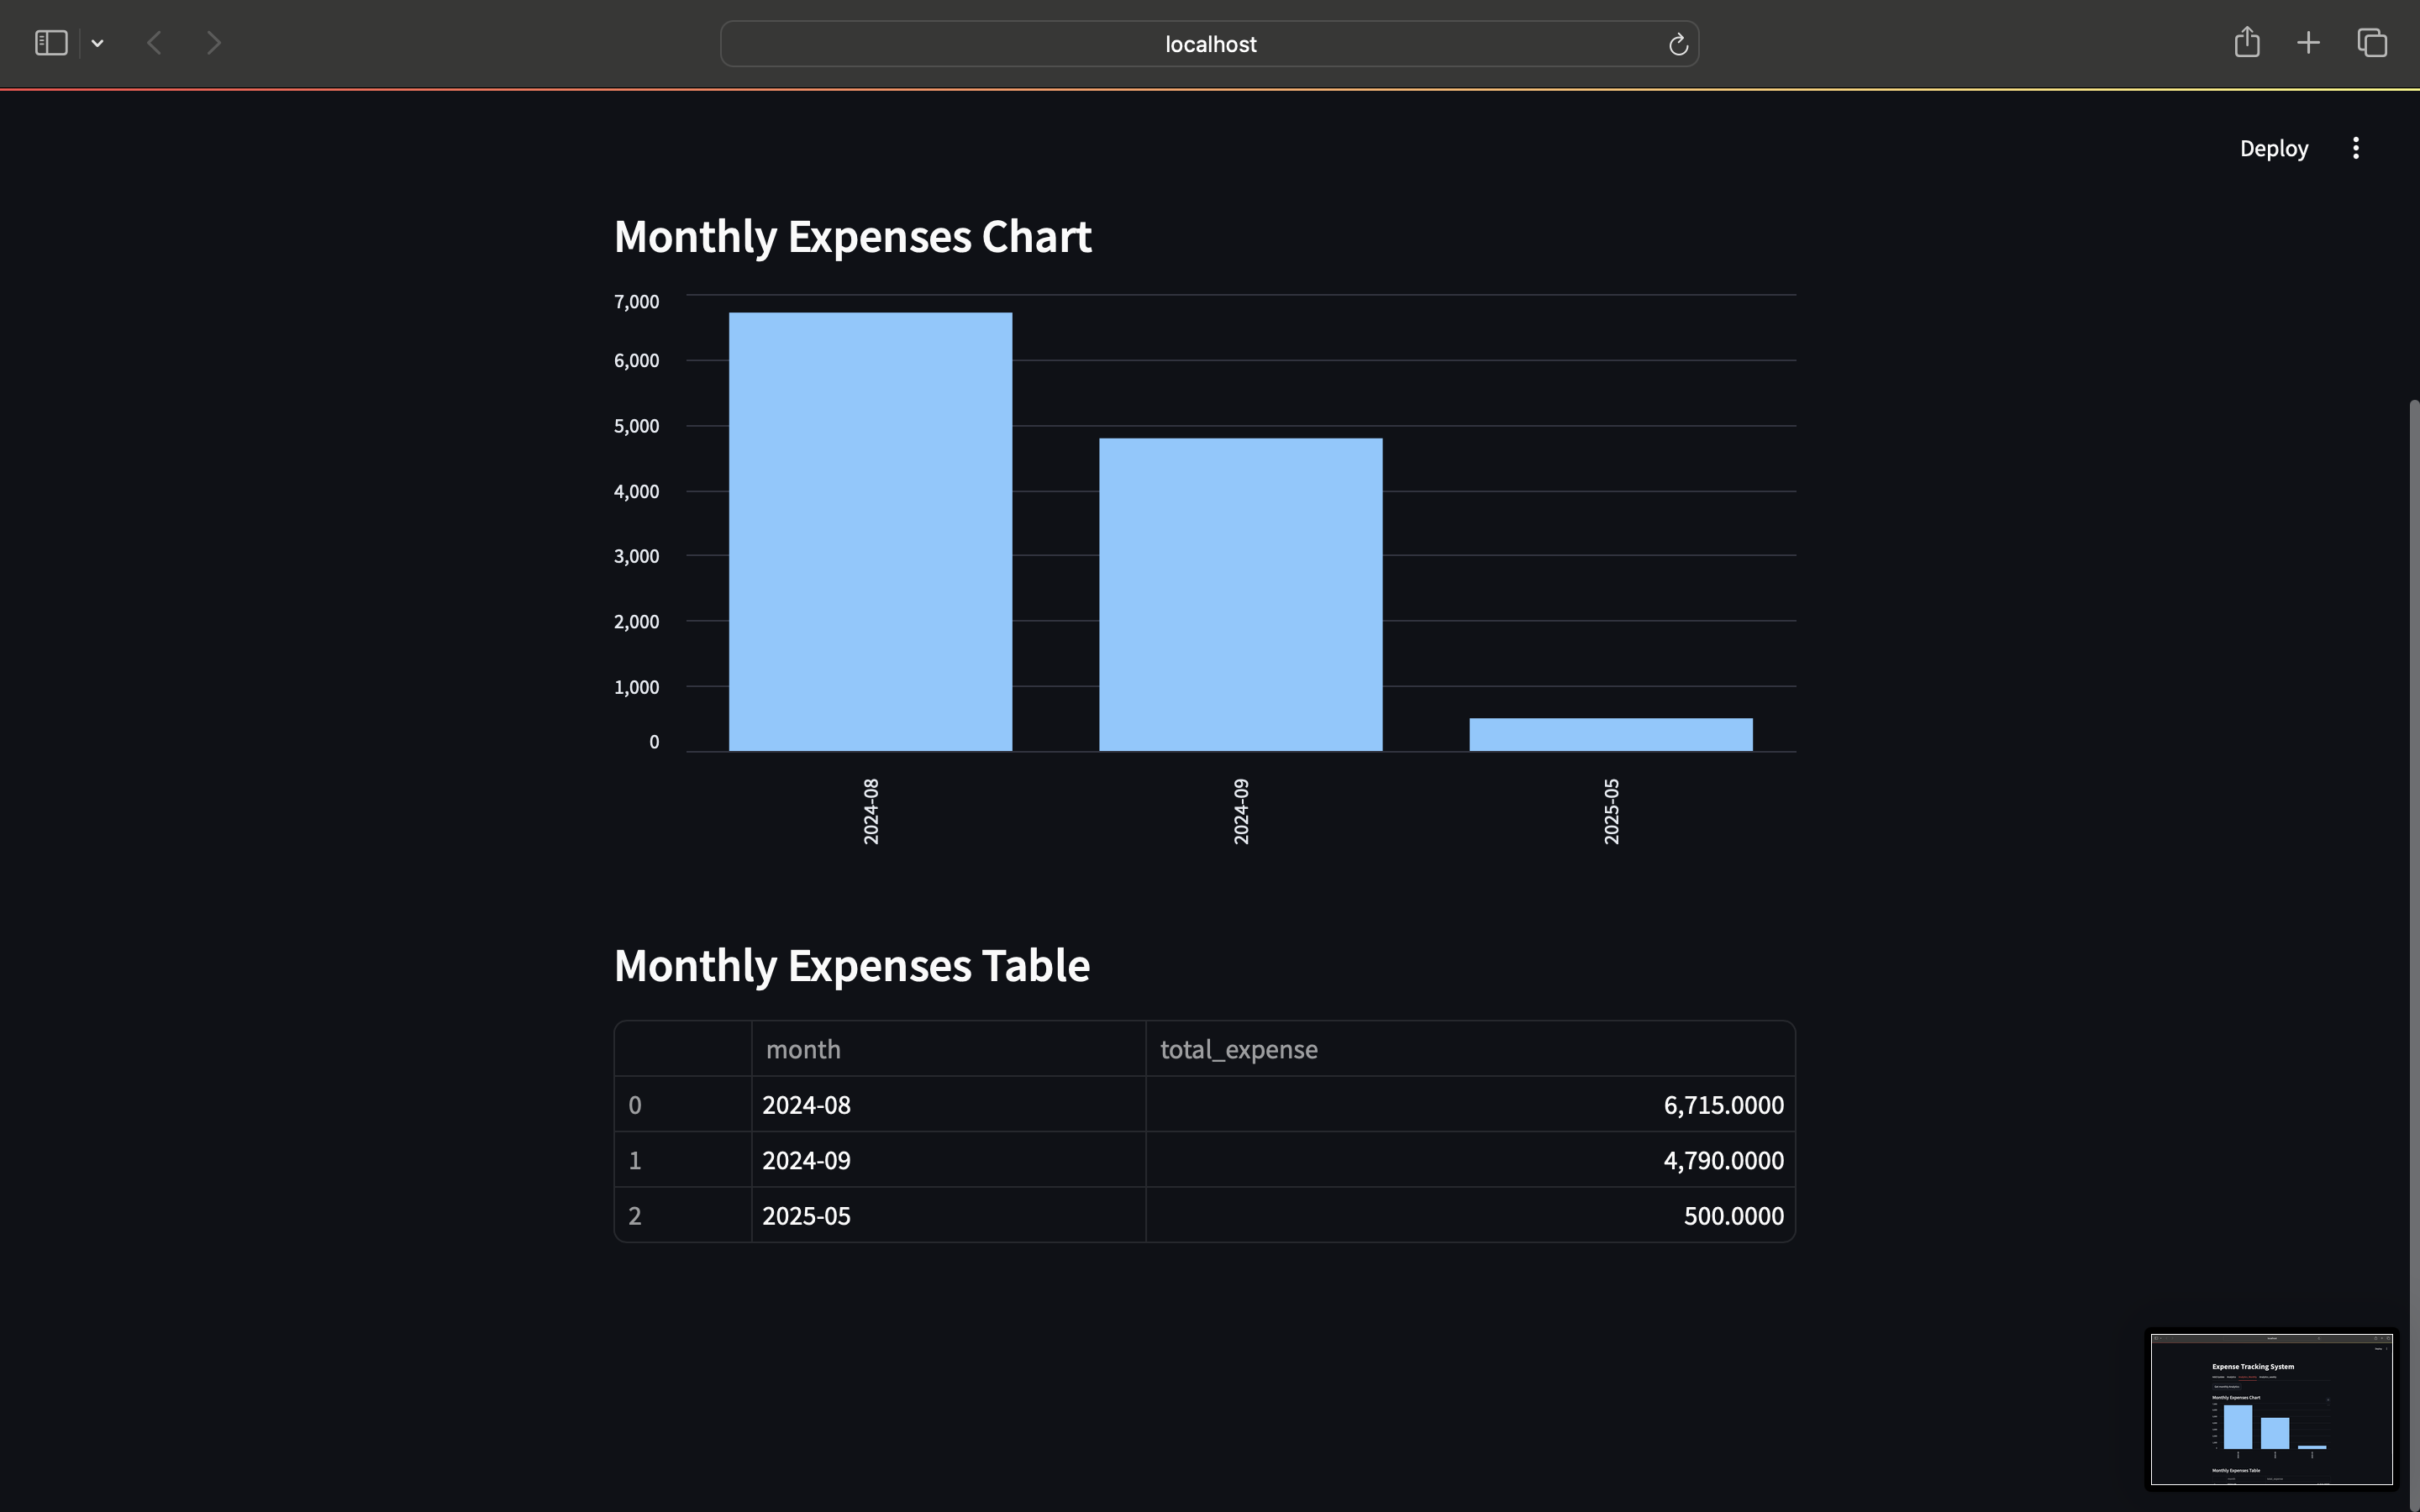 localhost
Deploy
Monthly Expenses Chart
7,000
6,000
5,000
4,000
3,000
2,000
1,000
0
2024-08
2024-09
2025-05
Monthly Expenses Table
month total_expense
0 2024-08 6,715.0000
1 2024-09 4,790.0000
2 2025-05 500.0000
Expense Tracking System
Monthly Expenses Chart
Monthly Expenses Table